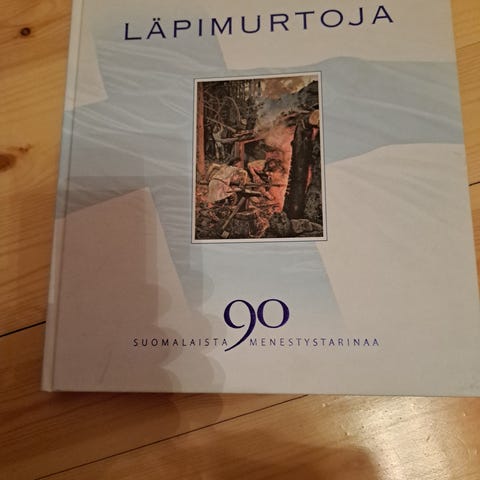 LÄPIMURTOJA
90
SUOMALAISTA MENESTYSTARINAA